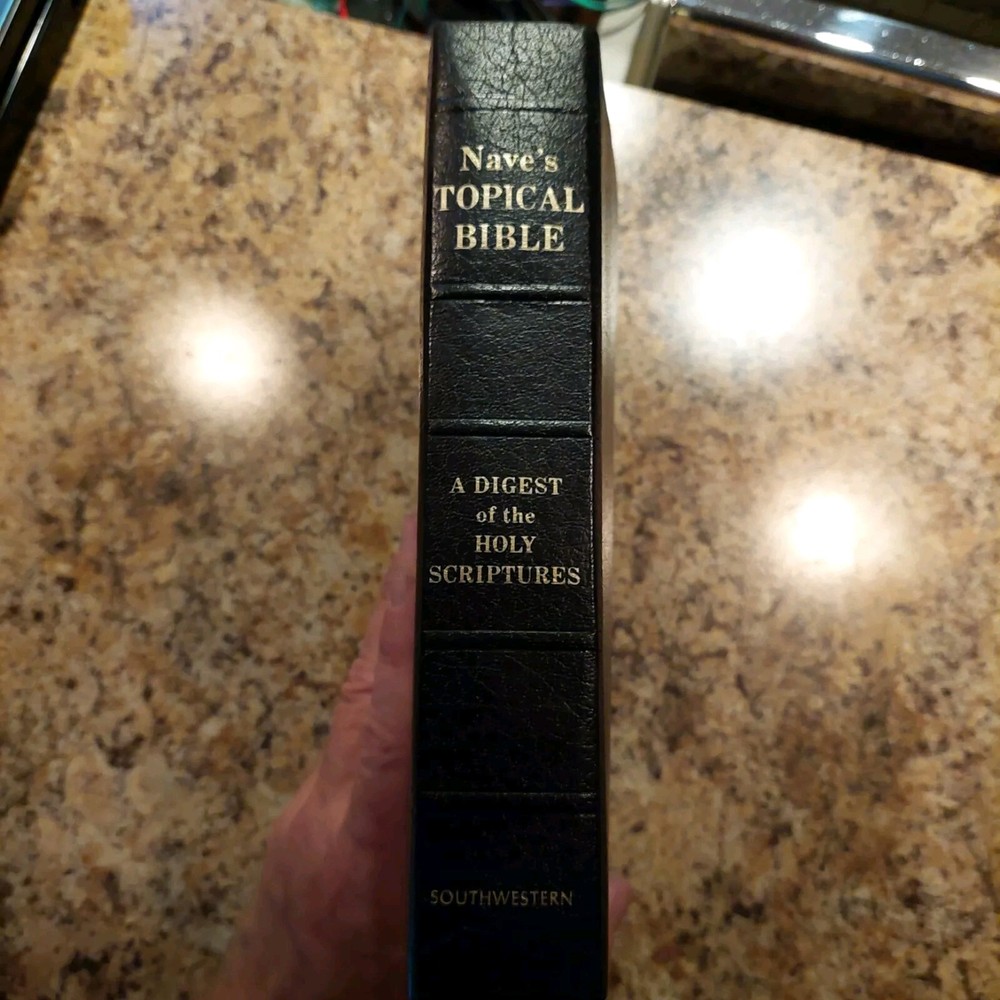 Nave's
TOPICAL
BIBLE
A DIGEST
of the
HOLY
SCRIPTURES
SOUTHWESTERN